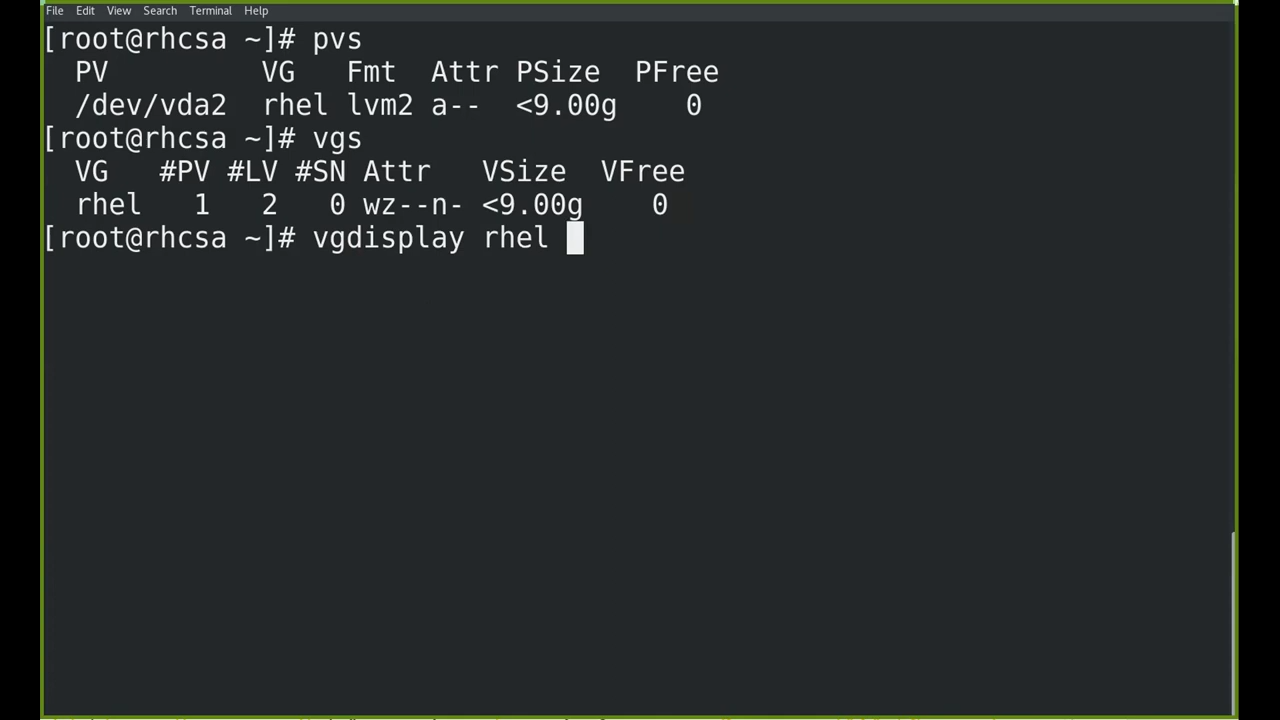 File Edit View Search Terminal Help
[root@rhcsa ~]# pvs
  PV         VG   Fmt  Attr PSize  PFree
  /dev/vda2  rhel lvm2 a--  <9.00g    0
[root@rhcsa ~]# vgs
  VG   #PV #LV #SN Attr   VSize  VFree
  rhel   1   2   0 wz--n- <9.00g    0
[root@rhcsa ~]# vgdisplay rhel